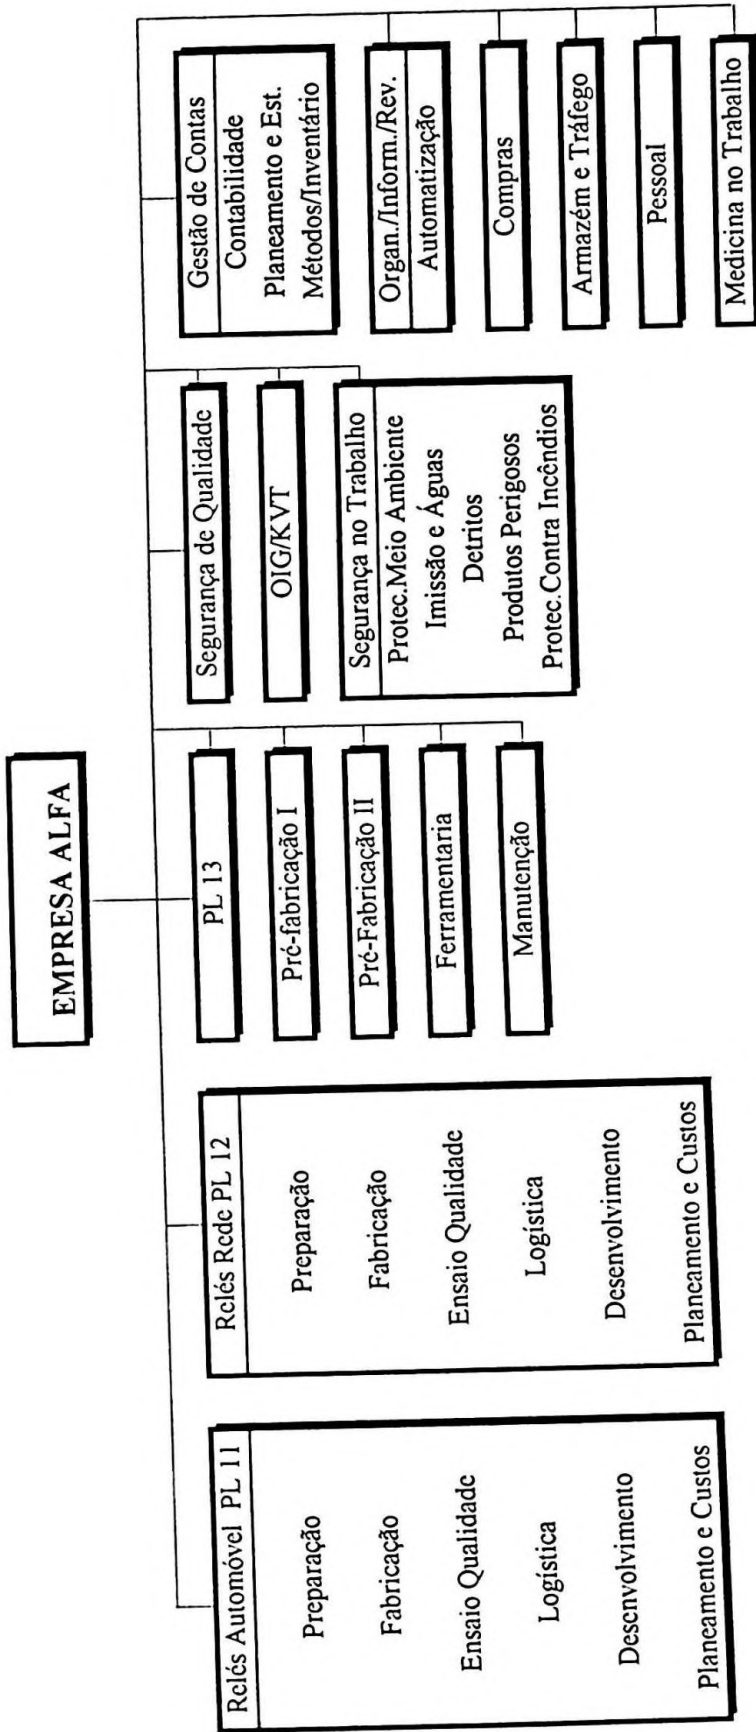 EMPRESA ALFA
Relés Automóvel PL 11
Preparação
Fabricação
Ensaio Qualidade
Logística
Desenvolvimento
Planeamento e Custos
Relés Rede PL 12
Preparação
Fabricação
Ensaio Qualidade
Logística
Desenvolvimento
Planeamento e Custos
PL 13
Pré-fabricação I
Pré-Fabricação II
Ferramentaria
Manutenção
Segurança de Qualidade
OIG/KVT
Segurança no Trabalho
Protec.Meio Ambiente
Imissão e Águas
Detritos
Produtos Perigosos
Protec.Contra Incêndios
Gestão de Contas
Contabilidade
Planeamento e Est.
Métodos/Inventário
Organ./Inform./Rev.
Automatização
Compras
Armazém e Tráfego
Pessoal
Medicina no Trabalho